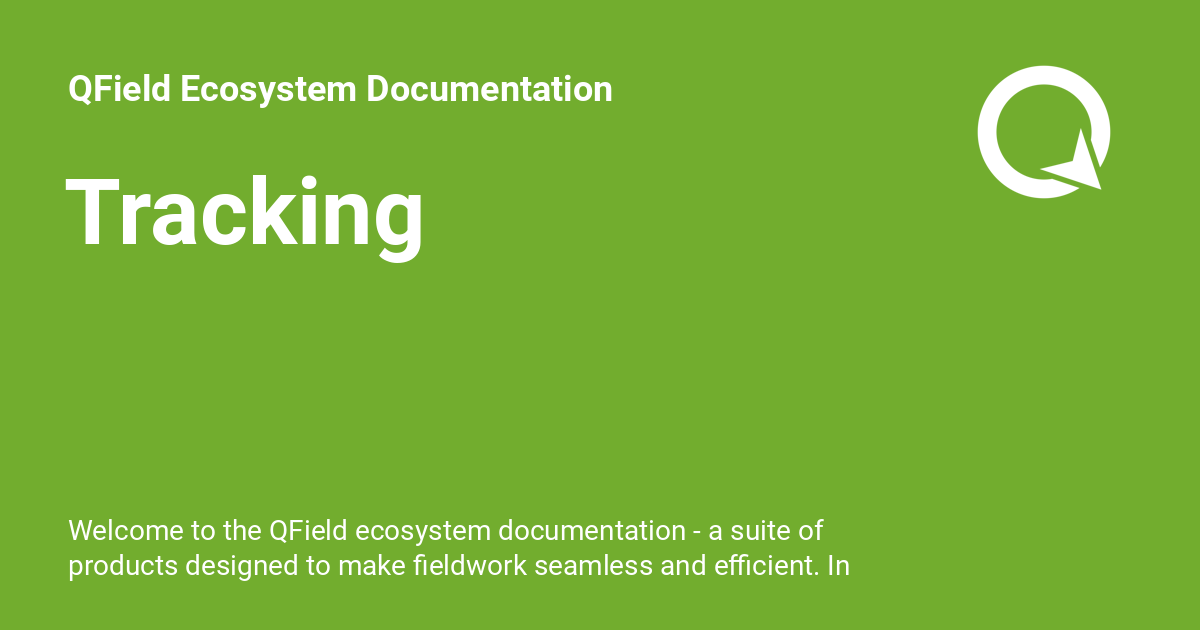 QField Ecosystem Documentation
Tracking
Welcome to the QField ecosystem documentation - a suite of
products designed to make fieldwork seamless and efficient. In